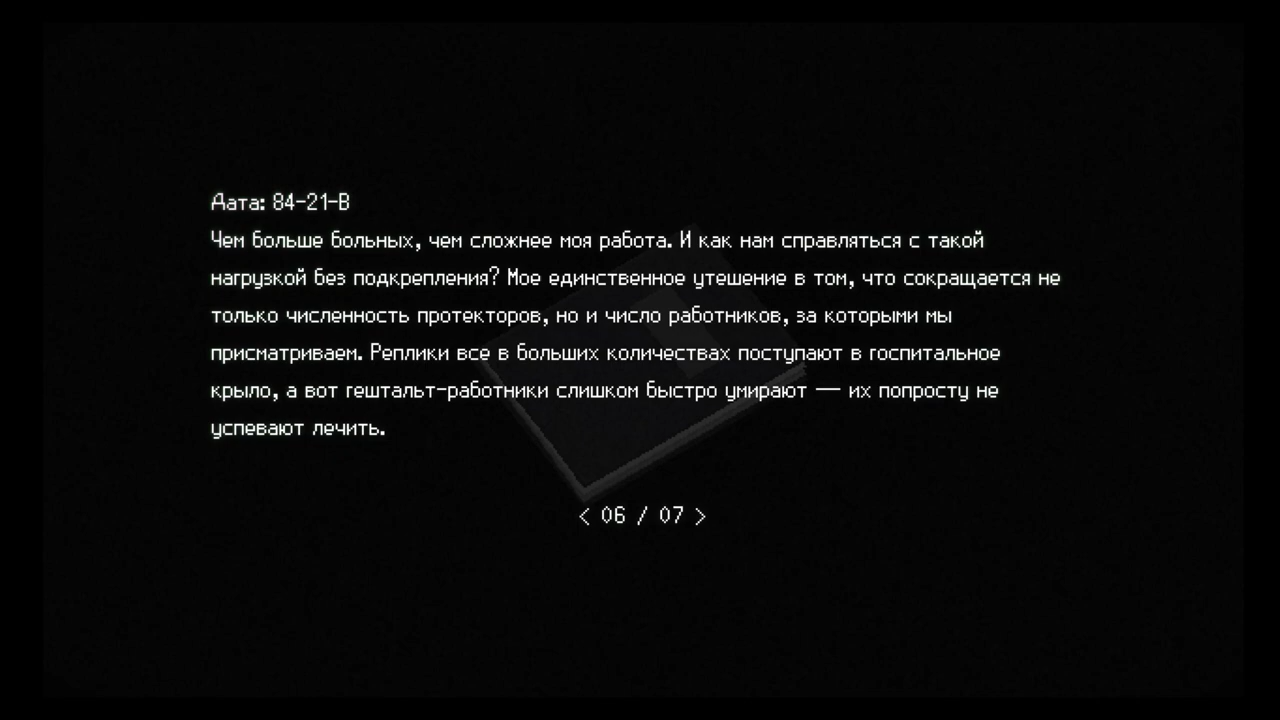 Дата: 84-21-В
Чем больше больных, чем сложнее моя работа. И как нам справляться с такой
нагрузкой без подкрепления? Мое единственное утешение в том, что сокращается не
только численность протекторов, но и число работников, за которыми мы
присматриваем. Реплики все в больших количествах поступают в госпитальное
крыло, а вот гештальт-работники слишком быстро умирают — их попросту не
успевают лечить.
< 06 / 07 >